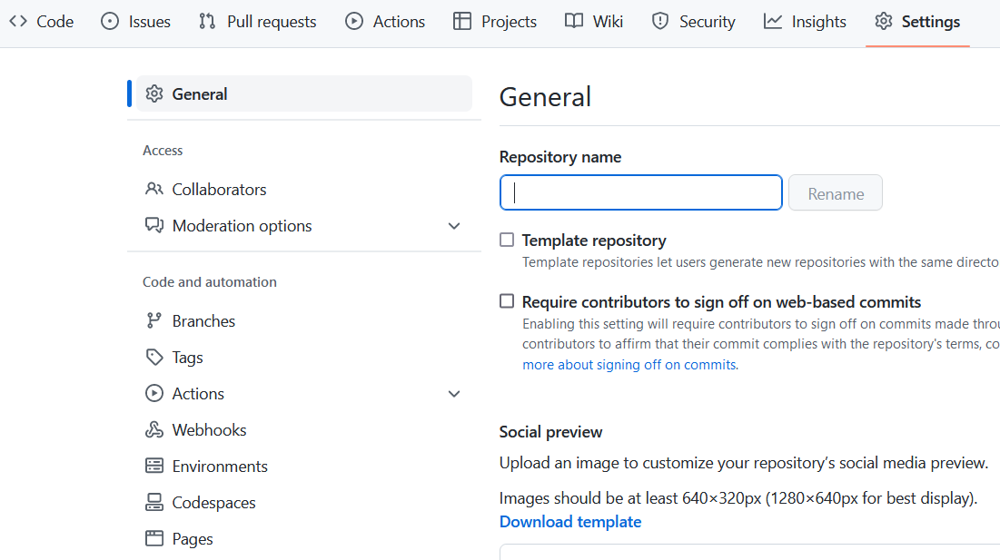 Code Issues Pull requests Actions Projects Wiki Security Insights Settings
General
Access
Collaborators
Moderation options
Code and automation
Branches
Tags
Actions
Webhooks
Environments
Codespaces
Pages
General
Repository name
Rename
Template repository
Template repositories let users generate new repositories with the same directo
Require contributors to sign off on web-based commits
Enabling this setting will require contributors to sign off on commits made throu
contributors to affirm that their commit complies with the repository's terms, co
more about signing off on commits.
Social preview
Upload an image to customize your repository’s social media preview.
Images should be at least 640×320px (1280×640px for best display).
Download template